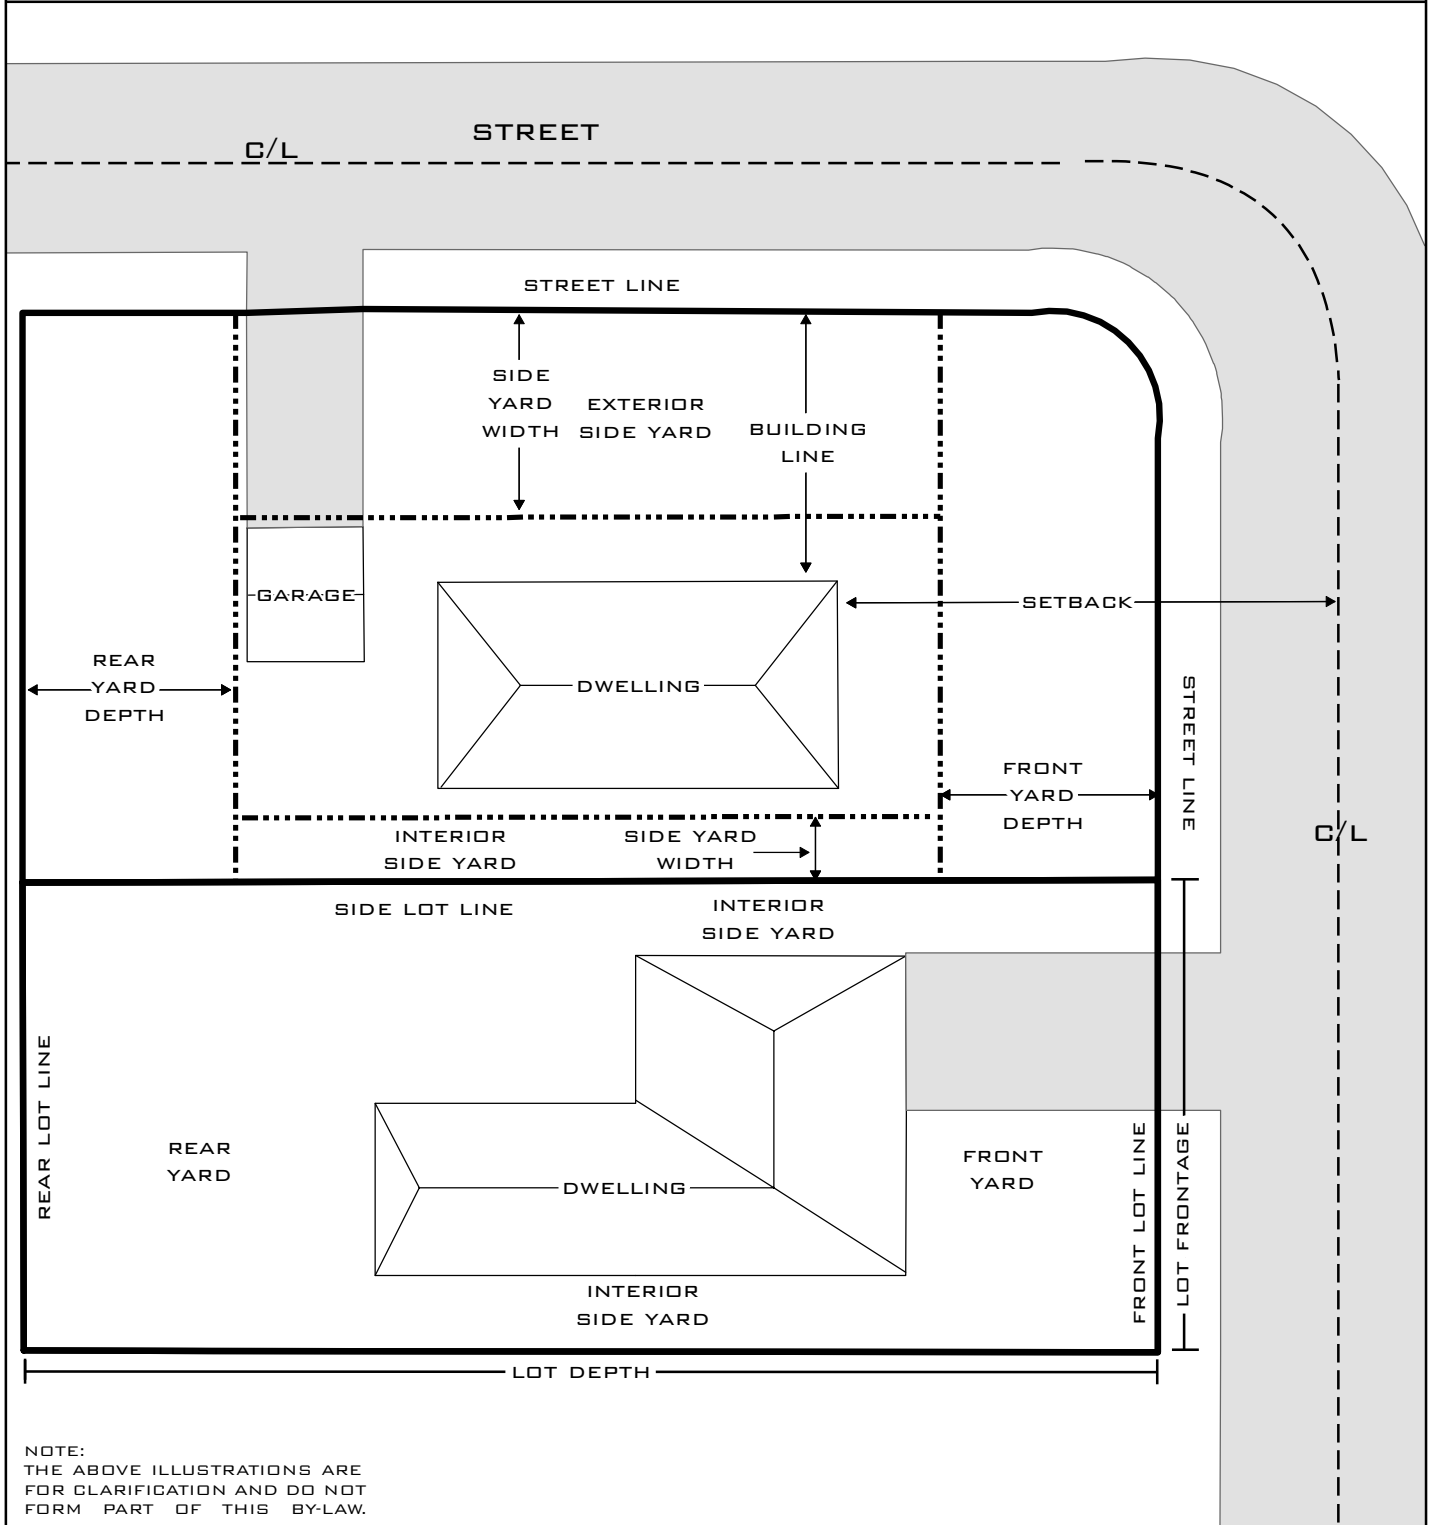 STREET
C/L
STREET LINE
SIDE
YARD
WIDTH
EXTERIOR
SIDE YARD
BUILDING
LINE
GARAGE
SETBACK
DWELLING
REAR
YARD
DEPTH
STREET LINE
FRONT
YARD
DEPTH
C/L
INTERIOR
SIDE YARD
SIDE YARD
WIDTH
SIDE LOT LINE
INTERIOR
SIDE YARD
REAR LOT LINE
REAR
YARD
DWELLING
FRONT
YARD
FRONT LOT LINE
LOT FRONTAGE
INTERIOR
SIDE YARD
LOT DEPTH
NOTE:
THE ABOVE ILLUSTRATIONS ARE
FOR CLARIFICATION AND DO NOT
FORM PART OF THIS BY-LAW.